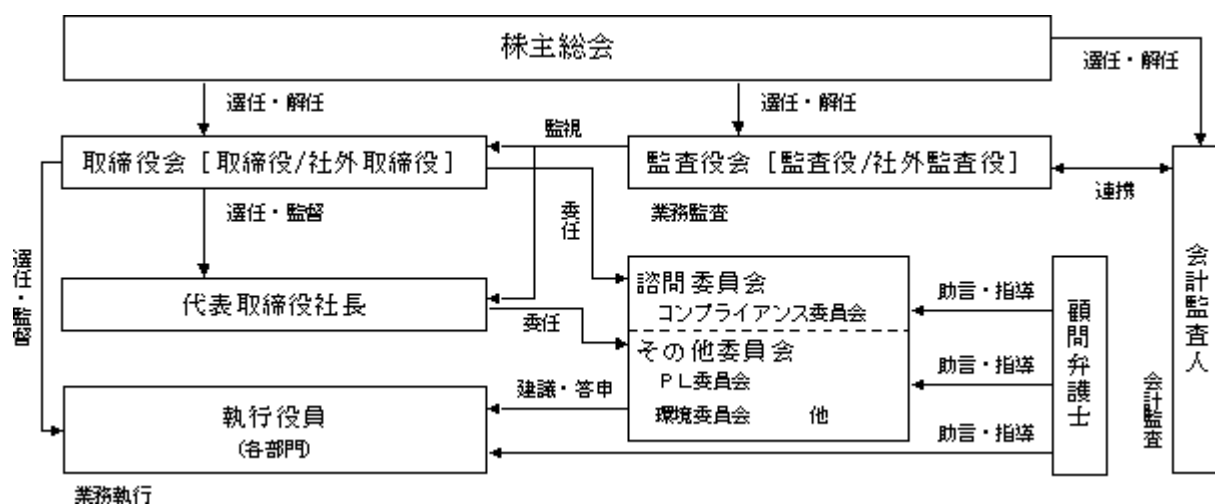 株主総会
選任・解任
選任・解任
選任・解任
監視
取締役会 [取締役/社外取締役]
監査役会 [監査役/社外監査役]
連携
業務監査
選任・監督
委任
選任・監督
会計監査人
会計監査
代表取締役社長
委任
諮問委員会
コンプライアンス委員会
その他委員会
PL委員会
環境委員会 他
助言・指導
助言・指導
助言・指導
顧問弁護士
建議・答申
執行役員
(各部門)
業務執行